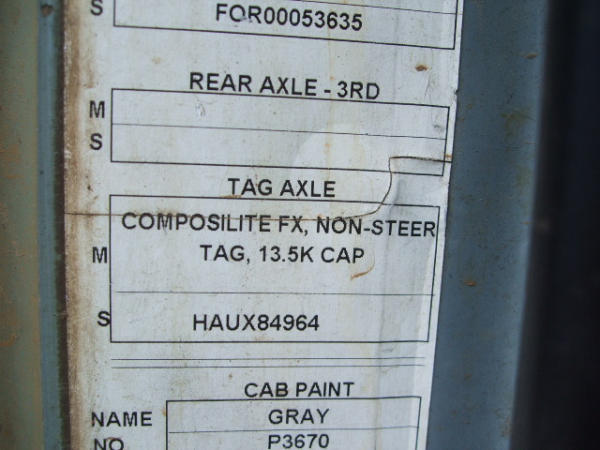 S FOR00053635
REAR AXLE - 3RD
M
S
TAG AXLE
COMPOSILITE FX, NON-STEER
M TAG, 13.5K CAP
S HAUX84964
CAB PAINT
NAME GRAY
NO. P3670